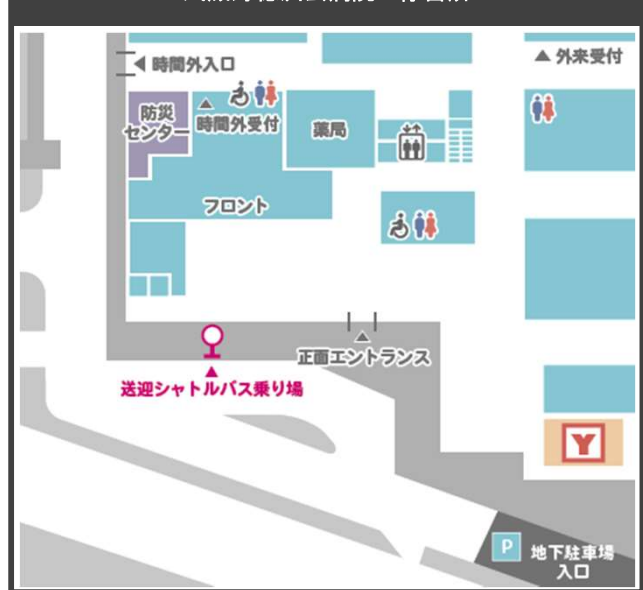 時間外入口
外来受付
防災
センター
時間外受付
薬局
フロント
正面エントランス
送迎シャトルバス乗り場
Y
P
地下駐車場
入口